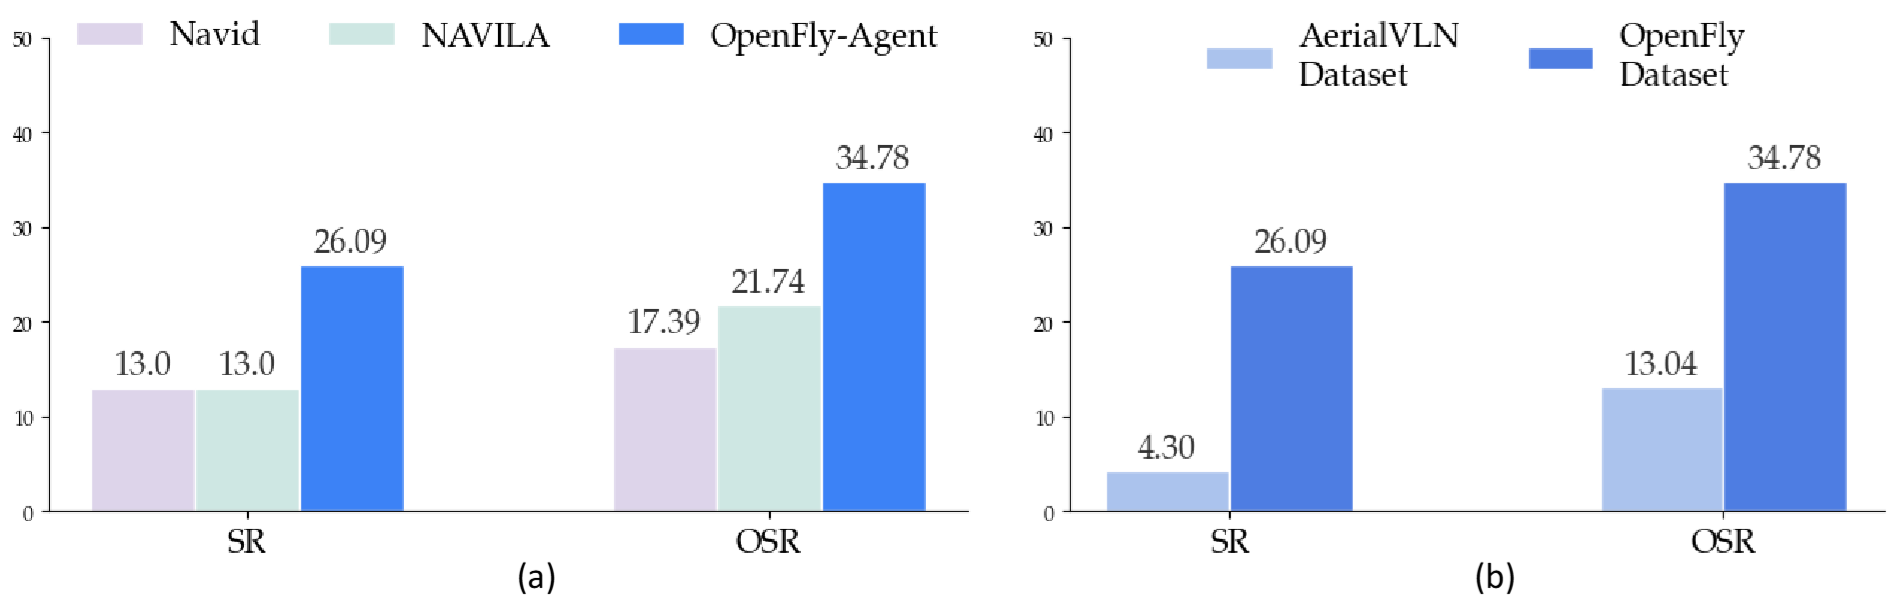 Navid NAVILA OpenFly-Agent
50
40
30
20
10
0
13.0 13.0 26.09
17.39 21.74 34.78
SR OSR
(a)
AerialVLN Dataset
OpenFly Dataset
50
40
30
20
10
0
4.30 26.09
13.04 34.78
SR OSR
(b)